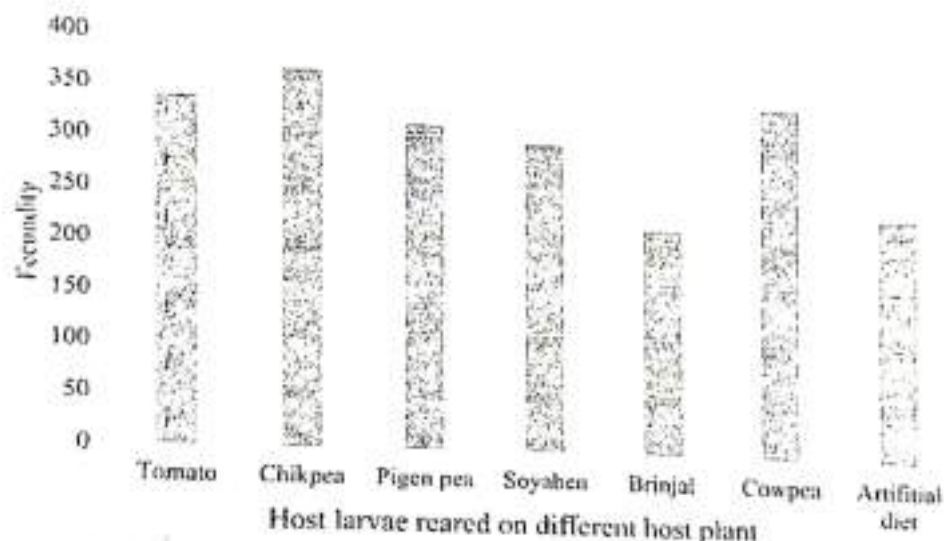 400
350
300
250
200
150
100
50
0
Fecundity
Tomato Chikpea Pigen pea Soyaben Brinjal Cowpea Artifitial
diet
Host larvae reared on different host plant